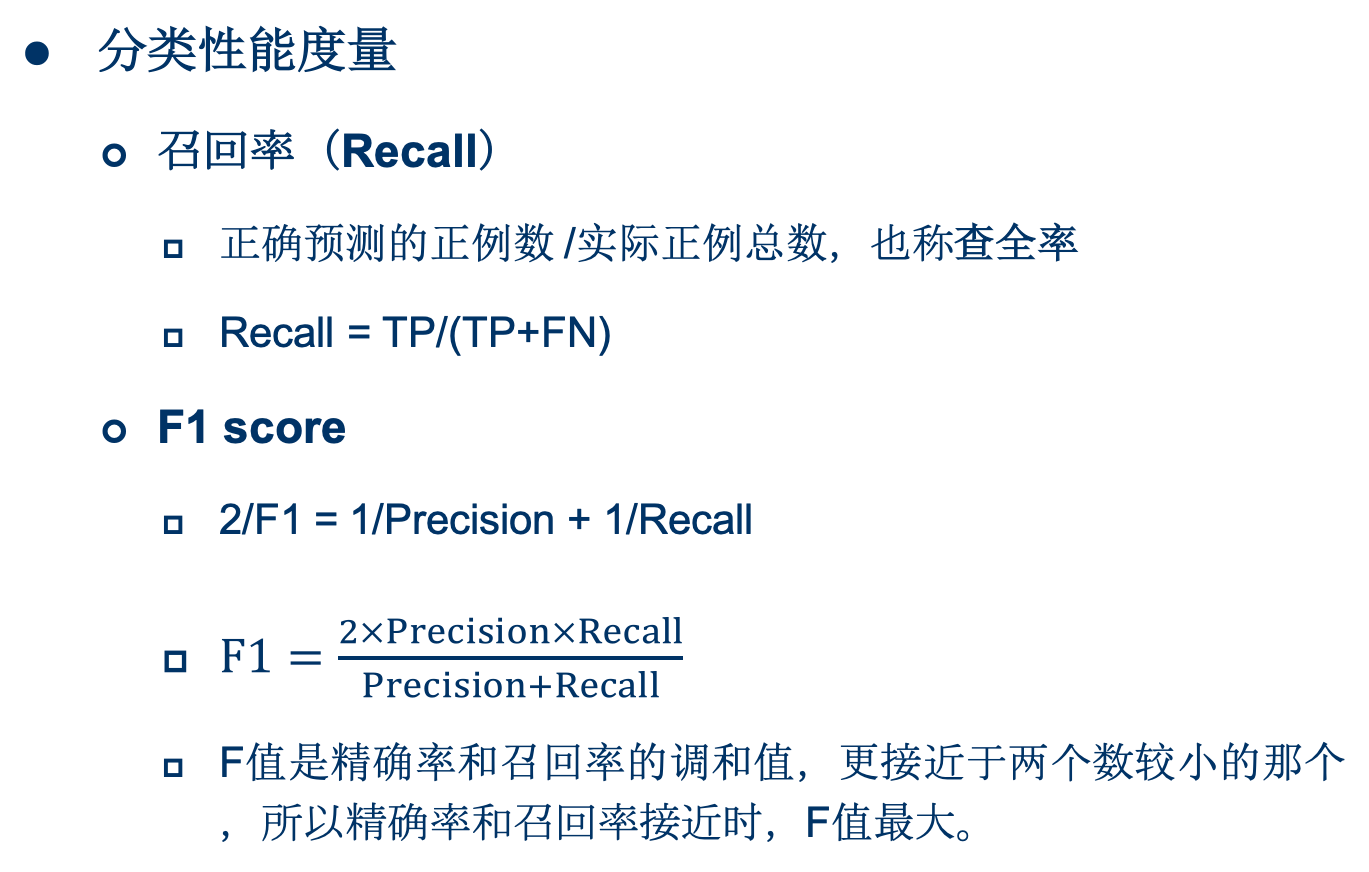 ● 分类性能度量
○ 召回率（Recall）
□ 正确预测的正例数 /实际正例总数，也称查全率
□ Recall = TP/(TP+FN)
○ F1 score
□ 2/F1 = 1/Precision + 1/Recall
□ F1 = 2×Precision×Recall / Precision+Recall
□ F值是精确率和召回率的调和值，更接近于两个数较小的那个
，所以精确率和召回率接近时，F值最大。